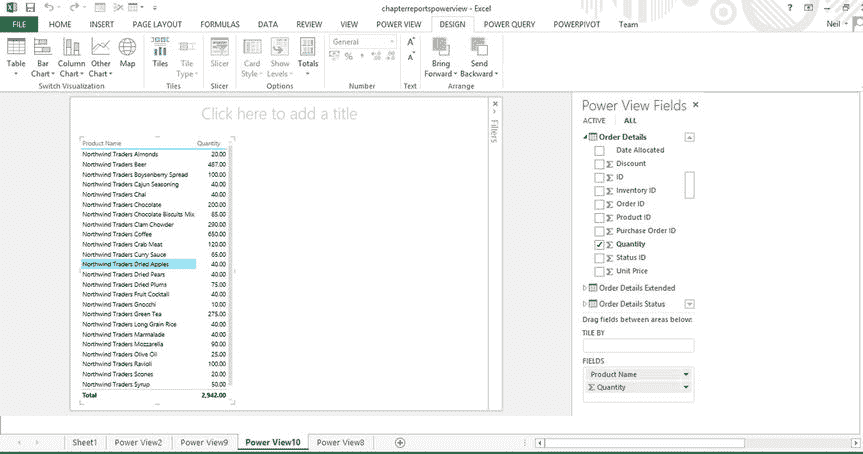 chapterreportspowerview - Excel
FILE HOME INSERT PAGE LAYOUT FORMULAS DATA REVIEW VIEW POWER VIEW DESIGN POWER QUERY POWERPIVOT Team Neil
General
Table Bar Chart Column Chart Other Chart Map Tiles Tile Type Slicer Card Style Show Levels Totals Bring Forward Send Backward
Switch Visualization Tiles Slicer Options Number Text Arrange
Click here to add a title
Filters
Product Name Quantity
Northwind Traders Almonds 20.00
Northwind Traders Beer 487.00
Northwind Traders Boysenberry Spread 100.00
Northwind Traders Cajun Seasoning 40.00
Northwind Traders Chai 40.00
Northwind Traders Chocolate 200.00
Northwind Traders Chocolate Biscuits Mix 85.00
Northwind Traders Clam Chowder 290.00
Northwind Traders Coffee 650.00
Northwind Traders Crab Meat 120.00
Northwind Traders Curry Sauce 65.00
Northwind Traders Dried Apples 40.00
Northwind Traders Dried Pears 40.00
Northwind Traders Dried Plums 75.00
Northwind Traders Fruit Cocktail 40.00
Northwind Traders Gnocchi 10.00
Northwind Traders Green Tea 275.00
Northwind Traders Long Grain Rice 40.00
Northwind Traders Marmalade 40.00
Northwind Traders Mozzarella 90.00
Northwind Traders Olive Oil 25.00
Northwind Traders Ravioli 100.00
Northwind Traders Scones 20.00
Northwind Traders Syrup 50.00
Total 2,942.00
Power View Fields
ACTIVE ALL
Order Details
Date Allocated
Σ Discount
Σ ID
Σ Inventory ID
Σ Order ID
Σ Product ID
Σ Purchase Order ID
Σ Quantity
Σ Status ID
Σ Unit Price
Order Details Extended
Order Details Status
Drag fields between areas below:
TILE BY
FIELDS
Product Name
Σ Quantity
Sheet1 Power View2 Power View9 Power View10 Power View8